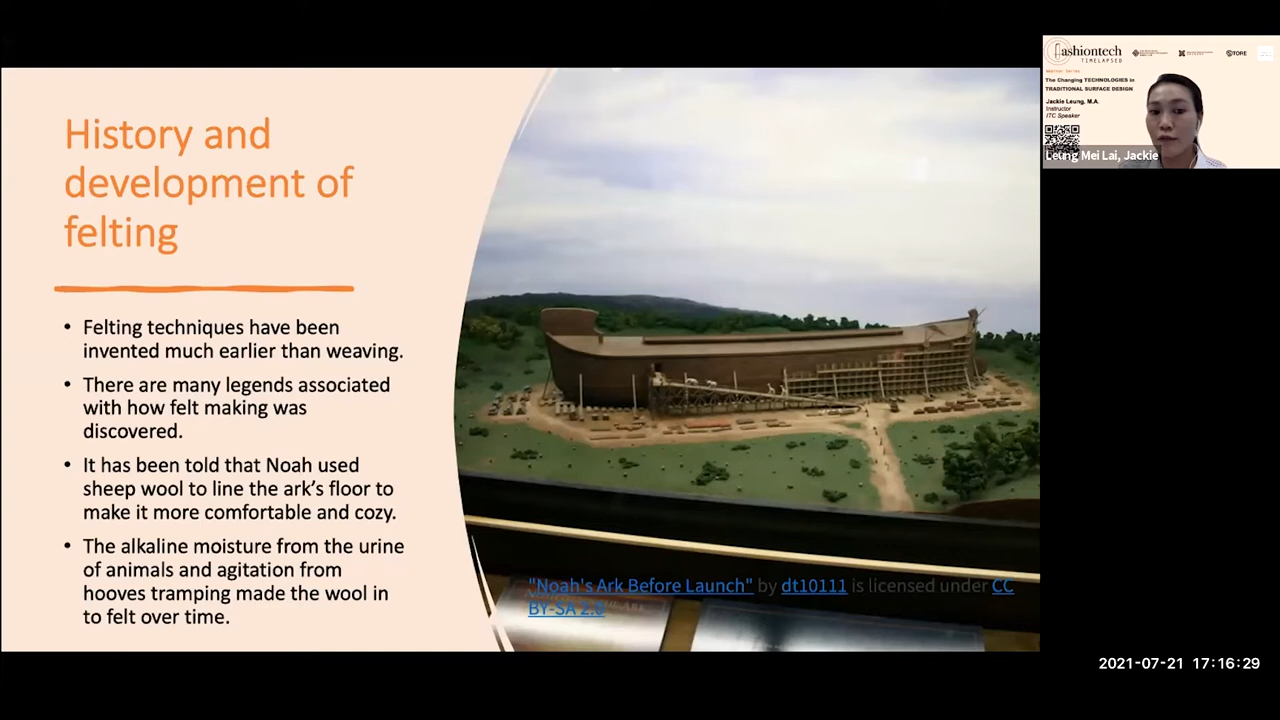 History and
development of
felting
• Felting techniques have been
invented much earlier than weaving.
• There are many legends associated
with how felt making was
discovered.
• It has been told that Noah used
sheep wool to line the ark's floor to
make it more comfortable and cozy.
• The alkaline moisture from the urine
of animals and agitation from
hooves tramping made the wool in
to felt over time.
"Noah's Ark Before Launch" by dt10111 is licensed under CC
BY-SA 2.0
fashiontech
TIMELAPSED
STORE
The Changing TECHNOLOGIES in
TRADITIONAL SURFACE DESIGN
Jackie Leung, M.A.
Instructor
ITC Speaker
Leung Mei Lai, Jackie
2021-07-21 17:16:29